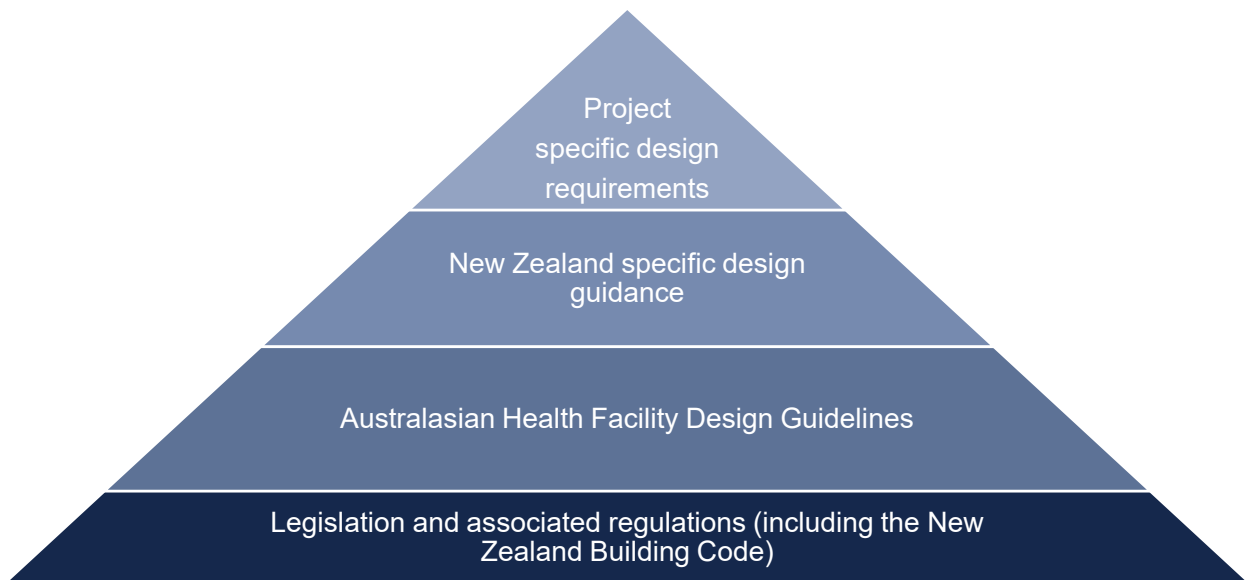 Project
specific design
requirements
New Zealand specific design
guidance
Australasian Health Facility Design Guidelines
Legislation and associated regulations (including the New
Zealand Building Code)